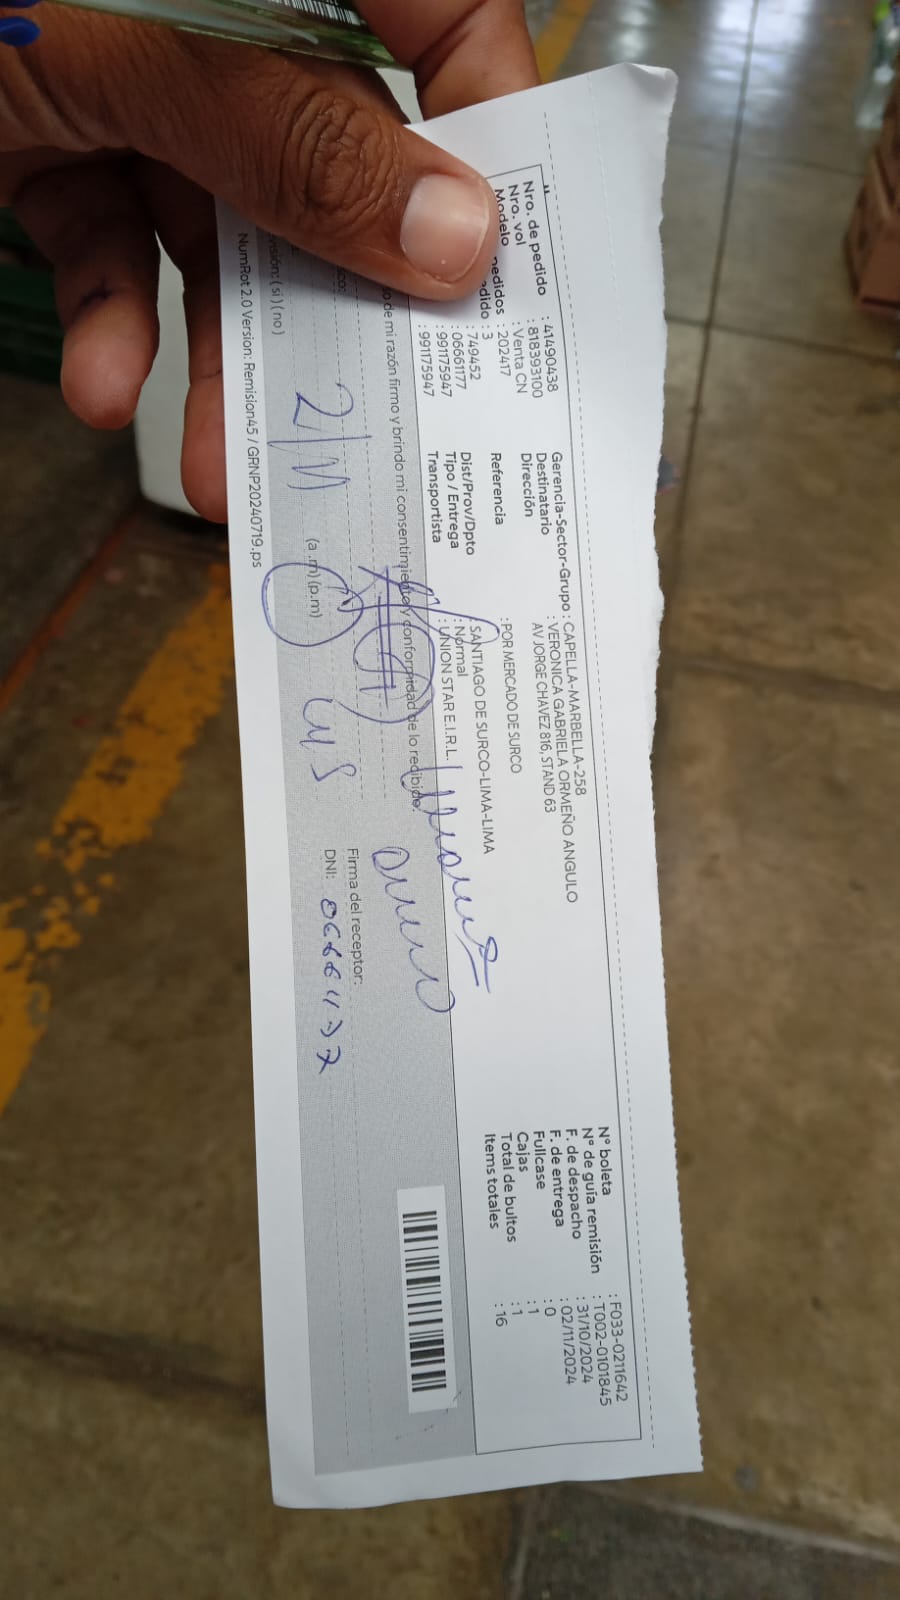 Nro. de pedido : 41490438
Nro. vol : 818393100
Modelo : Venta CN
pedidos : 202417
edido : 3
: 749452
: 06661177
: 991175947
: 991175947
Gerencia-Sector-Grupo : CAPELLA-MARBELLA-258
Destinatario : VERONICA GABRIELA ORMEÑO ANGULO
Dirección AV JORGE CHAVEZ 816, STAND 63
Referencia : POR MERCADO DE SURCO
Dist/Prov/Dpto : SANTIAGO DE SURCO-LIMA-LIMA
Tipo / Entrega : Normal
Transportista : UNION STAR E.I.R.L.
N° boleta : F033-0211642
N° de guía remisión : T002-0101845
F. de despacho : 31/10/2024
F. de entrega : 02/11/2024
Fullcase : 0
Cajas : 1
Total de bultos : 1
Items totales : 16
so de mi razón firmo y brindo mi consentimiento y conformidad de lo recibido.
Firma del receptor:
2/11 (a .m) (p.m)
DNI: 06661177
visión: ( si ) ( no )
NumRot 2.0 Version: Remision45 / GRNP20240719.ps